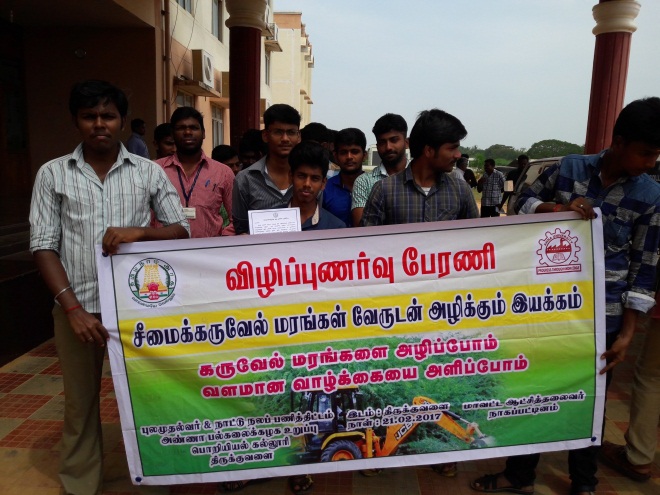 விழிப்புணர்வு பேரணி
சீமைக்கருவேல் மரங்கள் வேருடன் அழிக்கும் இயக்கம்
கருவேல் மரங்களை அழிப்போம்
வளமான வாழ்க்கையை அளிப்போம்
புலமுதல்வர் & நாட்டு நலப் பணித்திட்டம்
அண்ணா பல்கலைக்கழக உறுப்பு
பொறியியல் கல்லூரி
திருக்குவளை
இடம் : திருக்குவளை
நாள் : 21.02.2017
மாவட்ட ஆட்சித்தலைவர்
நாகப்பட்டினம்
PROGRESS THROUGH KNOWLEDGE